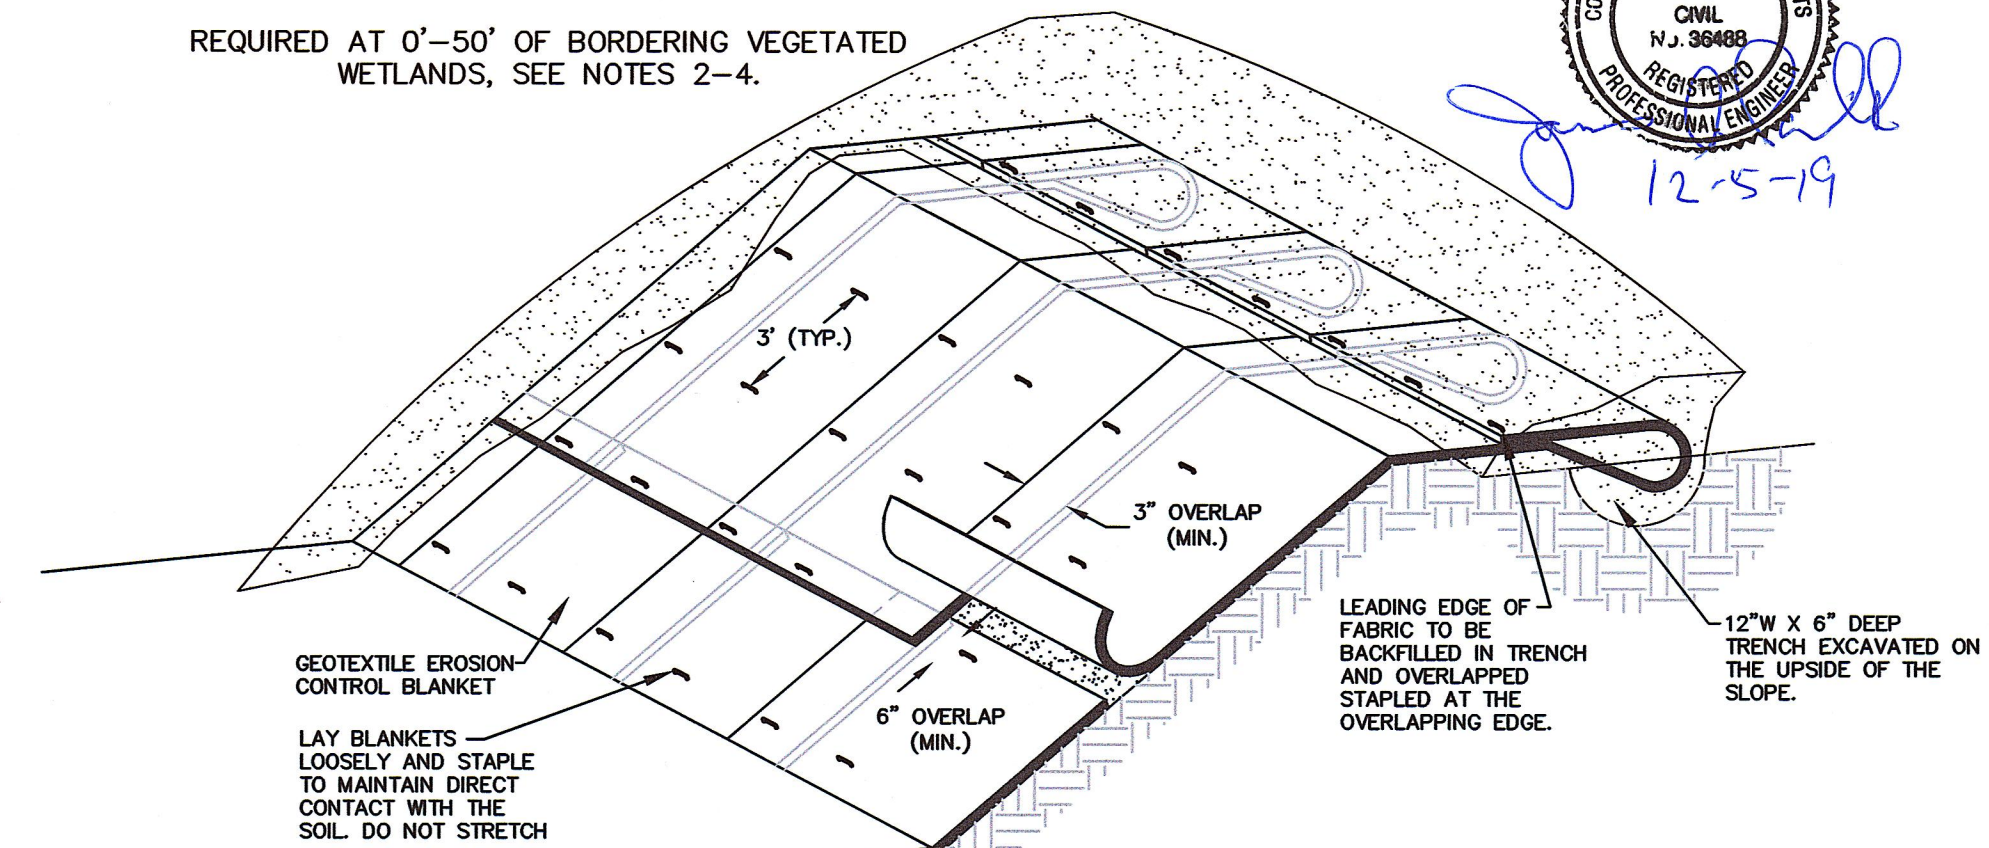 REQUIRED AT 0'-50' OF BORDERING VEGETATED
WETLANDS, SEE NOTES 2-4.
CIVIL
No. 36488
REGISTERED
PROFESSIONAL ENGINEER
12-5-19
3' (TYP.)
3" OVERLAP
(MIN.)
GEOTEXTILE EROSION
CONTROL BLANKET
LAY BLANKETS
LOOSELY AND STAPLE
TO MAINTAIN DIRECT
CONTACT WITH THE
SOIL. DO NOT STRETCH
6" OVERLAP
(MIN.)
LEADING EDGE OF
FABRIC TO BE
BACKFILLED IN TRENCH
AND OVERLAPPED
STAPLED AT THE
OVERLAPPING EDGE.
12"W X 6" DEEP
TRENCH EXCAVATED ON
THE UPSIDE OF THE
SLOPE.